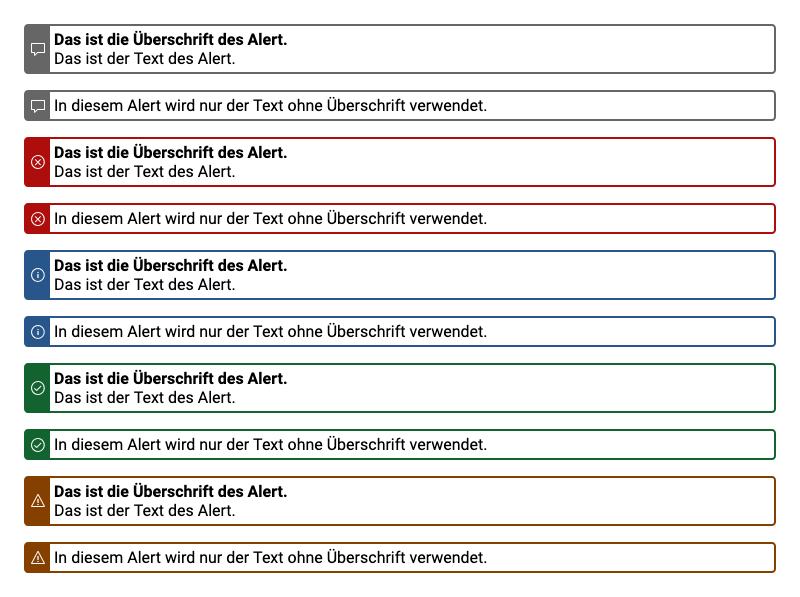 Das ist die Überschrift des Alert.
Das ist der Text des Alert.
In diesem Alert wird nur der Text ohne Überschrift verwendet.
Das ist die Überschrift des Alert.
Das ist der Text des Alert.
In diesem Alert wird nur der Text ohne Überschrift verwendet.
Das ist die Überschrift des Alert.
Das ist der Text des Alert.
In diesem Alert wird nur der Text ohne Überschrift verwendet.
Das ist die Überschrift des Alert.
Das ist der Text des Alert.
In diesem Alert wird nur der Text ohne Überschrift verwendet.
Das ist die Überschrift des Alert.
Das ist der Text des Alert.
In diesem Alert wird nur der Text ohne Überschrift verwendet.